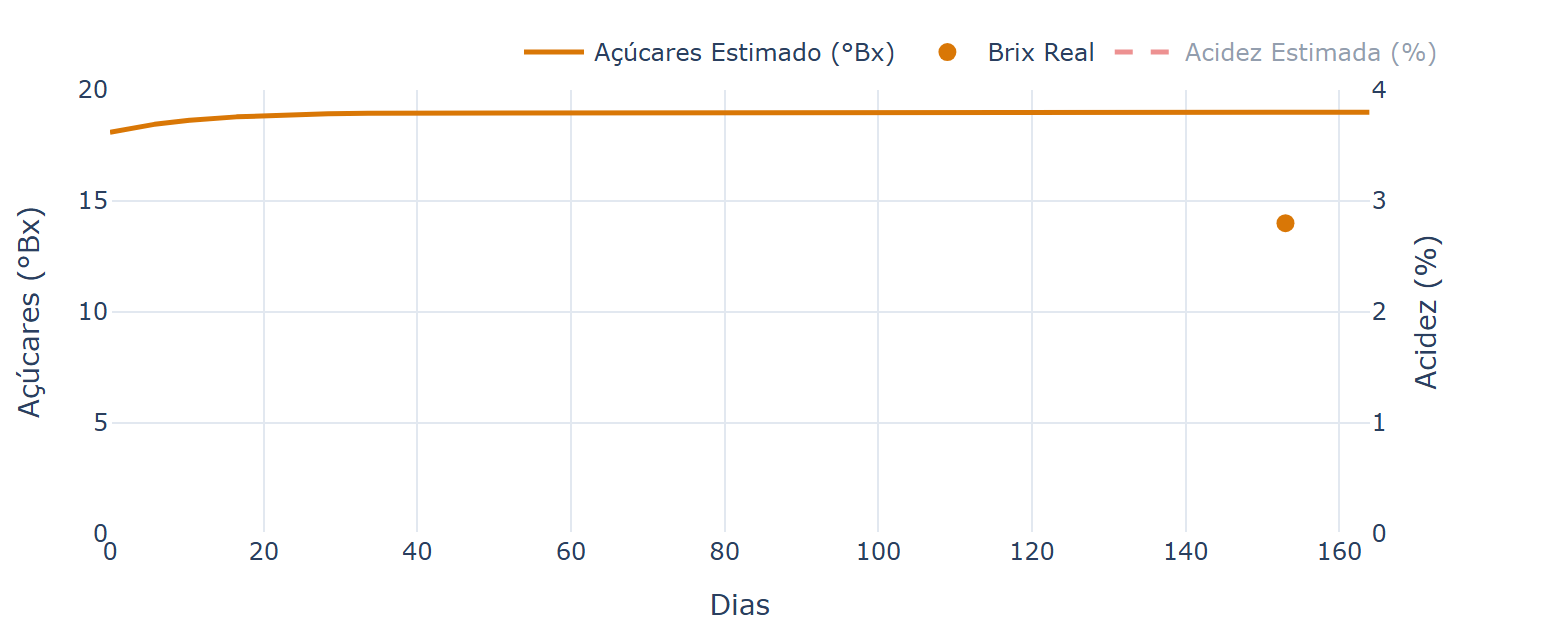 Açúcares Estimado (°Bx) Brix Real Acidez Estimada (%)
20 4
15 3
10 2
5 1
0 0
0 20 40 60 80 100 120 140 160
Açúcares (°Bx)
Acidez (%)
Dias